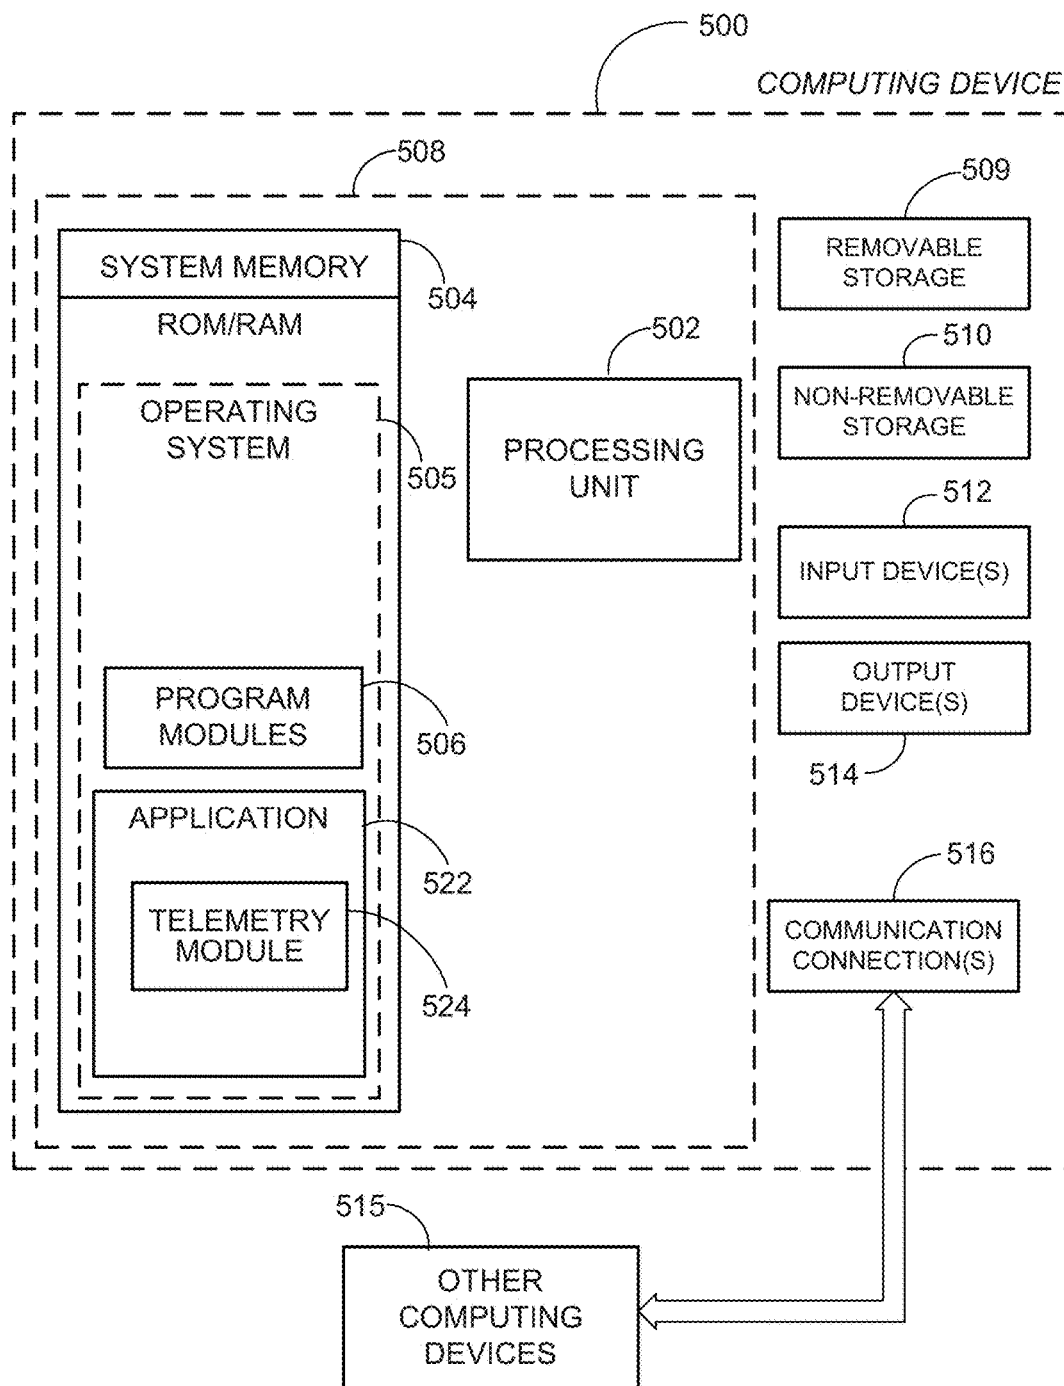 500
COMPUTING DEVICE
508
509
REMOVABLE
STORAGE
SYSTEM MEMORY
504
ROM/RAM
502
510
NON-REMOVABLE
STORAGE
OPERATING
SYSTEM
505
PROCESSING
UNIT
512
INPUT DEVICE(S)
OUTPUT
DEVICE(S)
514
PROGRAM
MODULES
506
APPLICATION
522
TELEMETRY
MODULE
524
516
COMMUNICATION
CONNECTION(S)
515
OTHER
COMPUTING
DEVICES